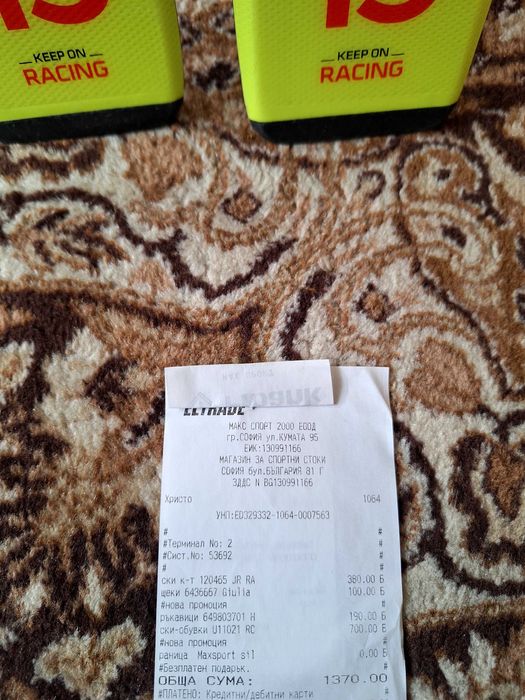 KEEP ON
RACING
KEEP ON
RACING
ELTRADE
МАКС СПОРТ 2000 ЕООД
гр.СОФИЯ ул.КУМАТА 95
ЕИК:130991166
МАГАЗИН ЗА СПОРТНИ СТОКИ
СОФИЯ бул.БЪЛГАРИЯ 81 Г
ЗДДС N BG130991166
Христо 1064
УНП:ED329332-1064-0007563
# #
#Терминал No: 2 #
#Сист.No: 53692 #
# #
ски к-т 120465 JR RA 380.00 Б
щеки 6436667 Giulia 100.00 Б
#нова промоция #
ръкавици 649803701 H 190.00 Б
ски-обувки U11021 RC 700.00 Б
#нова промоция #
раница Maxsport sil 0.00 Б
#Безплатен подарък. #
ОБЩА СУМА: 1370.00
#ПЛАТЕНО: Кредитни/дебитни карти #